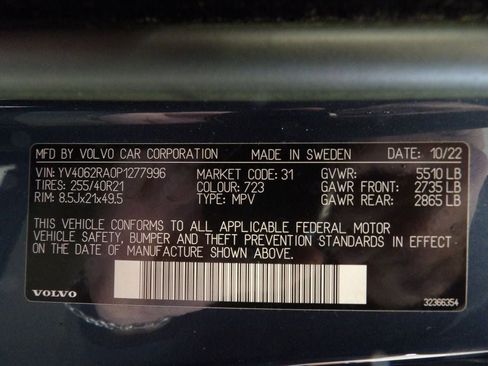 MFD BY VOLVO CAR CORPORATION MADE IN SWEDEN DATE: 10/22
VIN: YV4062RA0P1277996 MARKET CODE: 31 GVWR: 5510 LB
TIRES: 255/40R21 COLOUR: 723 GAWR FRONT: 2735 LB
RIM: 8.5Jx21x49.5 TYPE: MPV GAWR REAR: 2865 LB
THIS VEHICLE CONFORMS TO ALL APPLICABLE FEDERAL MOTOR
VEHICLE SAFETY, BUMPER AND THEFT PREVENTION STANDARDS IN EFFECT
ON THE DATE OF MANUFACTURE SHOWN ABOVE.
VOLVO 32366354